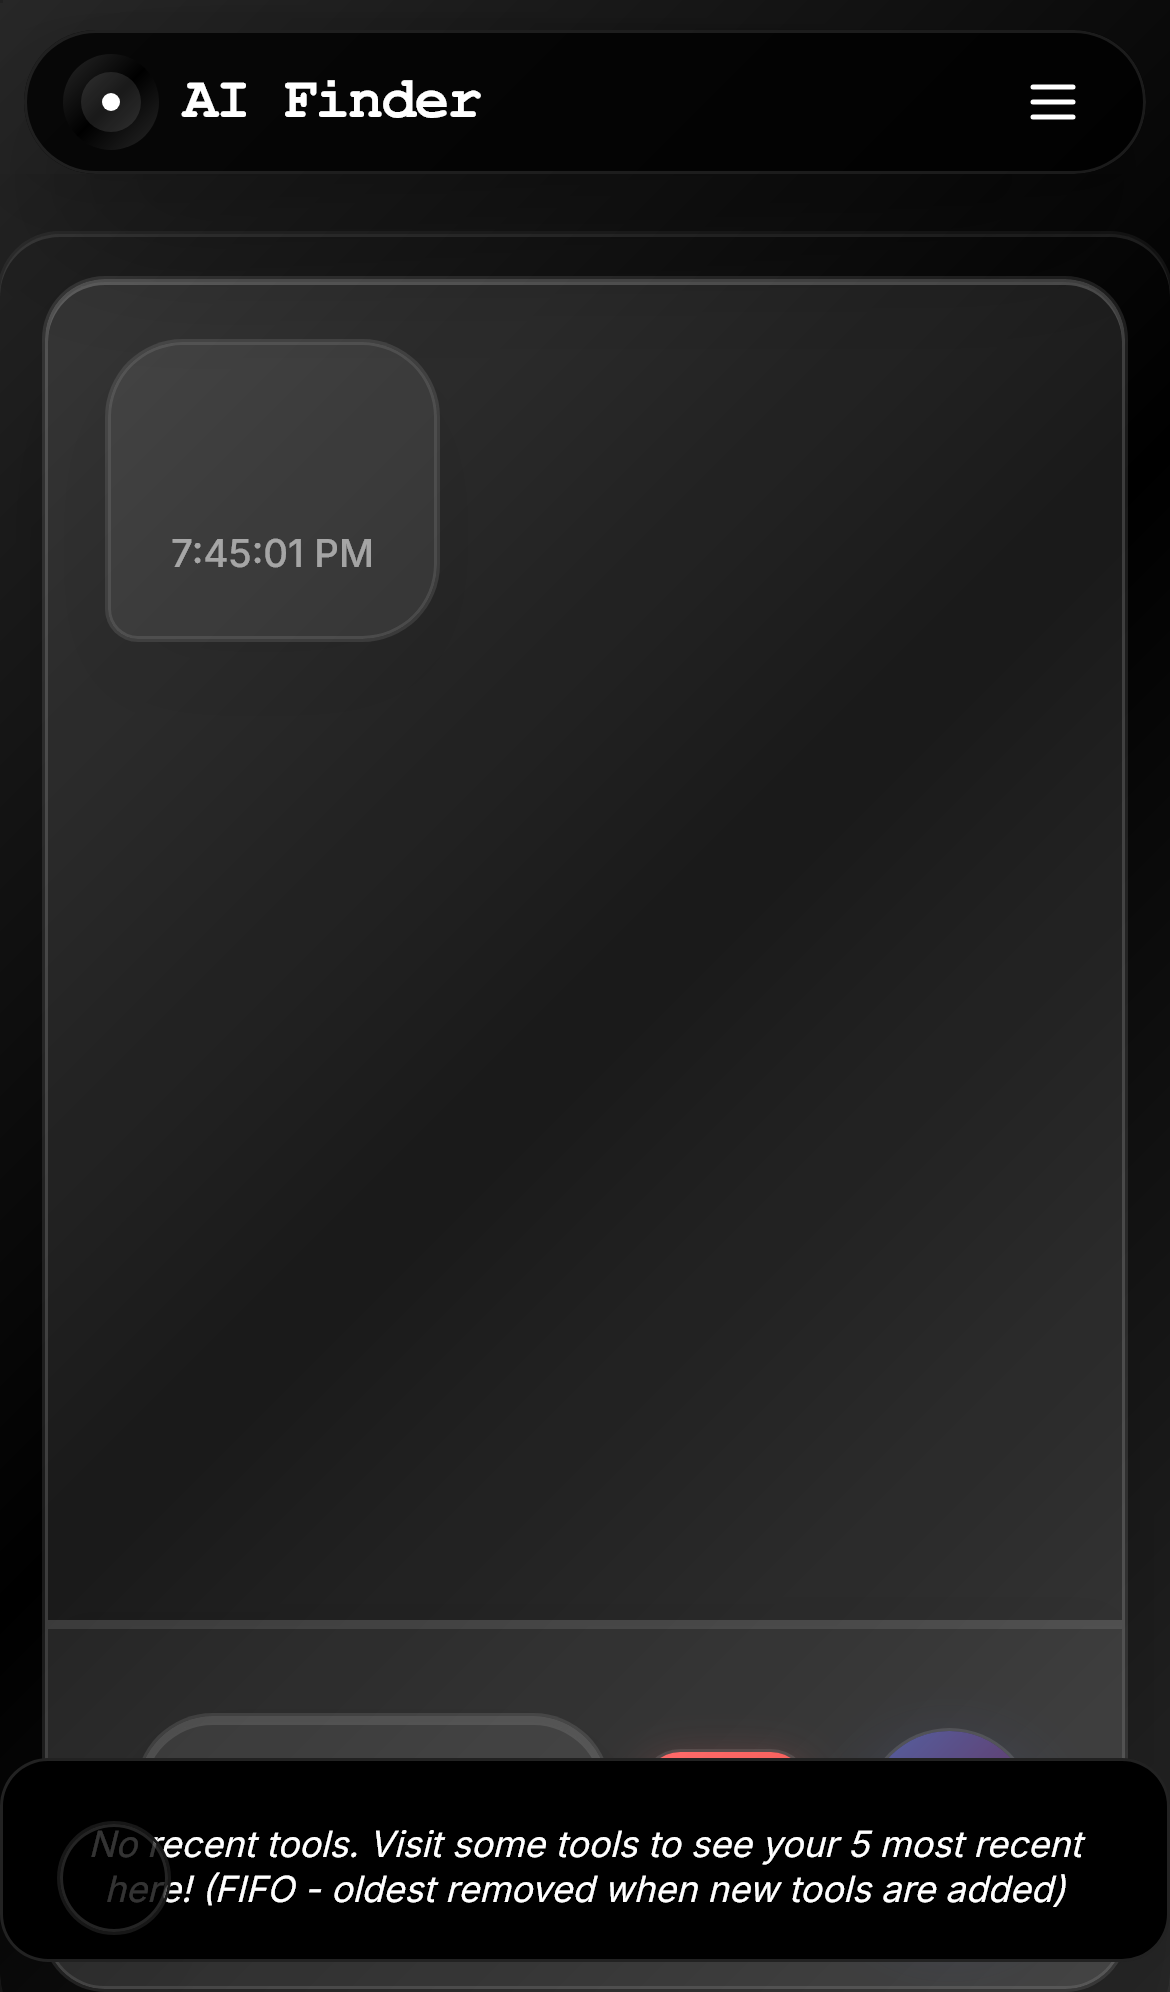 AI Finder
7:45:01 PM
No recent tools. Visit some tools to see your 5 most recent
here! (FIFO - oldest removed when new tools are added)